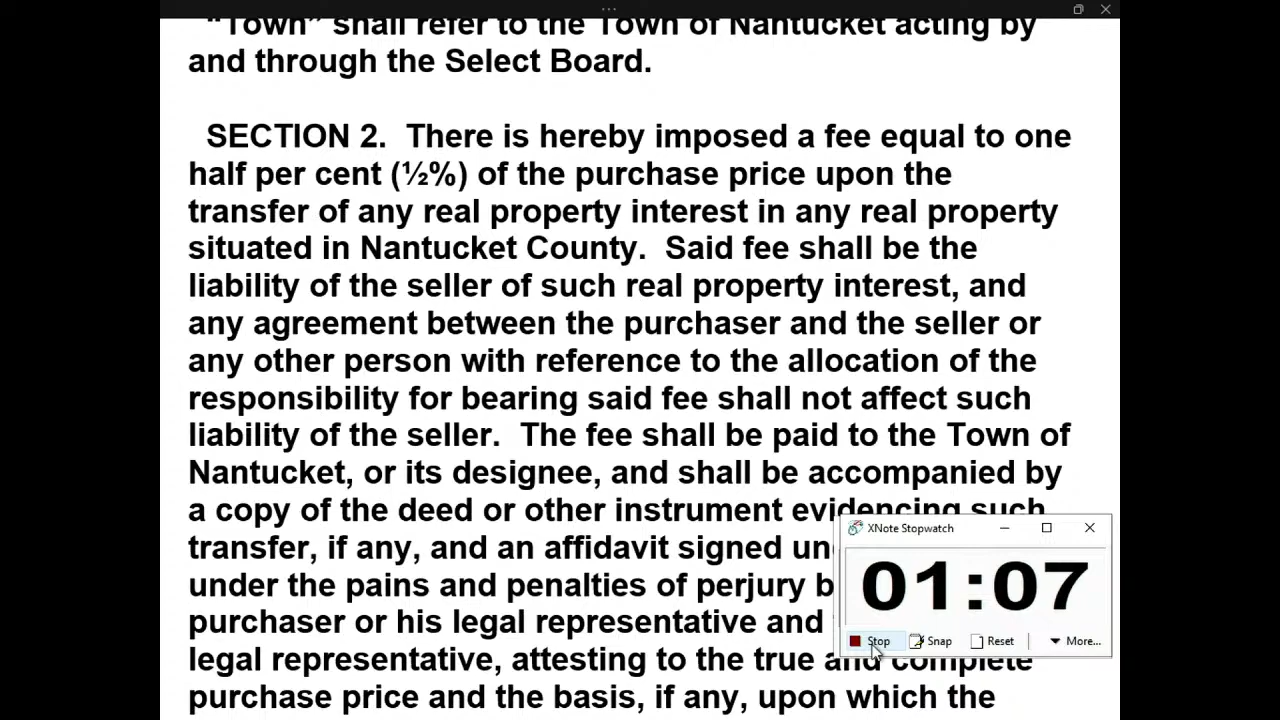 "Town" shall refer to the Town of Nantucket acting by
and through the Select Board.
SECTION 2. There is hereby imposed a fee equal to one
half per cent (½%) of the purchase price upon the
transfer of any real property interest in any real property
situated in Nantucket County. Said fee shall be the
liability of the seller of such real property interest, and
any agreement between the purchaser and the seller or
any other person with reference to the allocation of the
responsibility for bearing said fee shall not affect such
liability of the seller. The fee shall be paid to the Town of
Nantucket, or its designee, and shall be accompanied by
a copy of the deed or other instrument evidencing such
transfer, if any, and an affidavit signed
under the pains and penalties of perjury
purchaser or his legal representative and
legal representative, attesting to the true and complete
purchase price and the basis, if any, upon which the
XNote Stopwatch
01:07
Stop Snap Reset More...